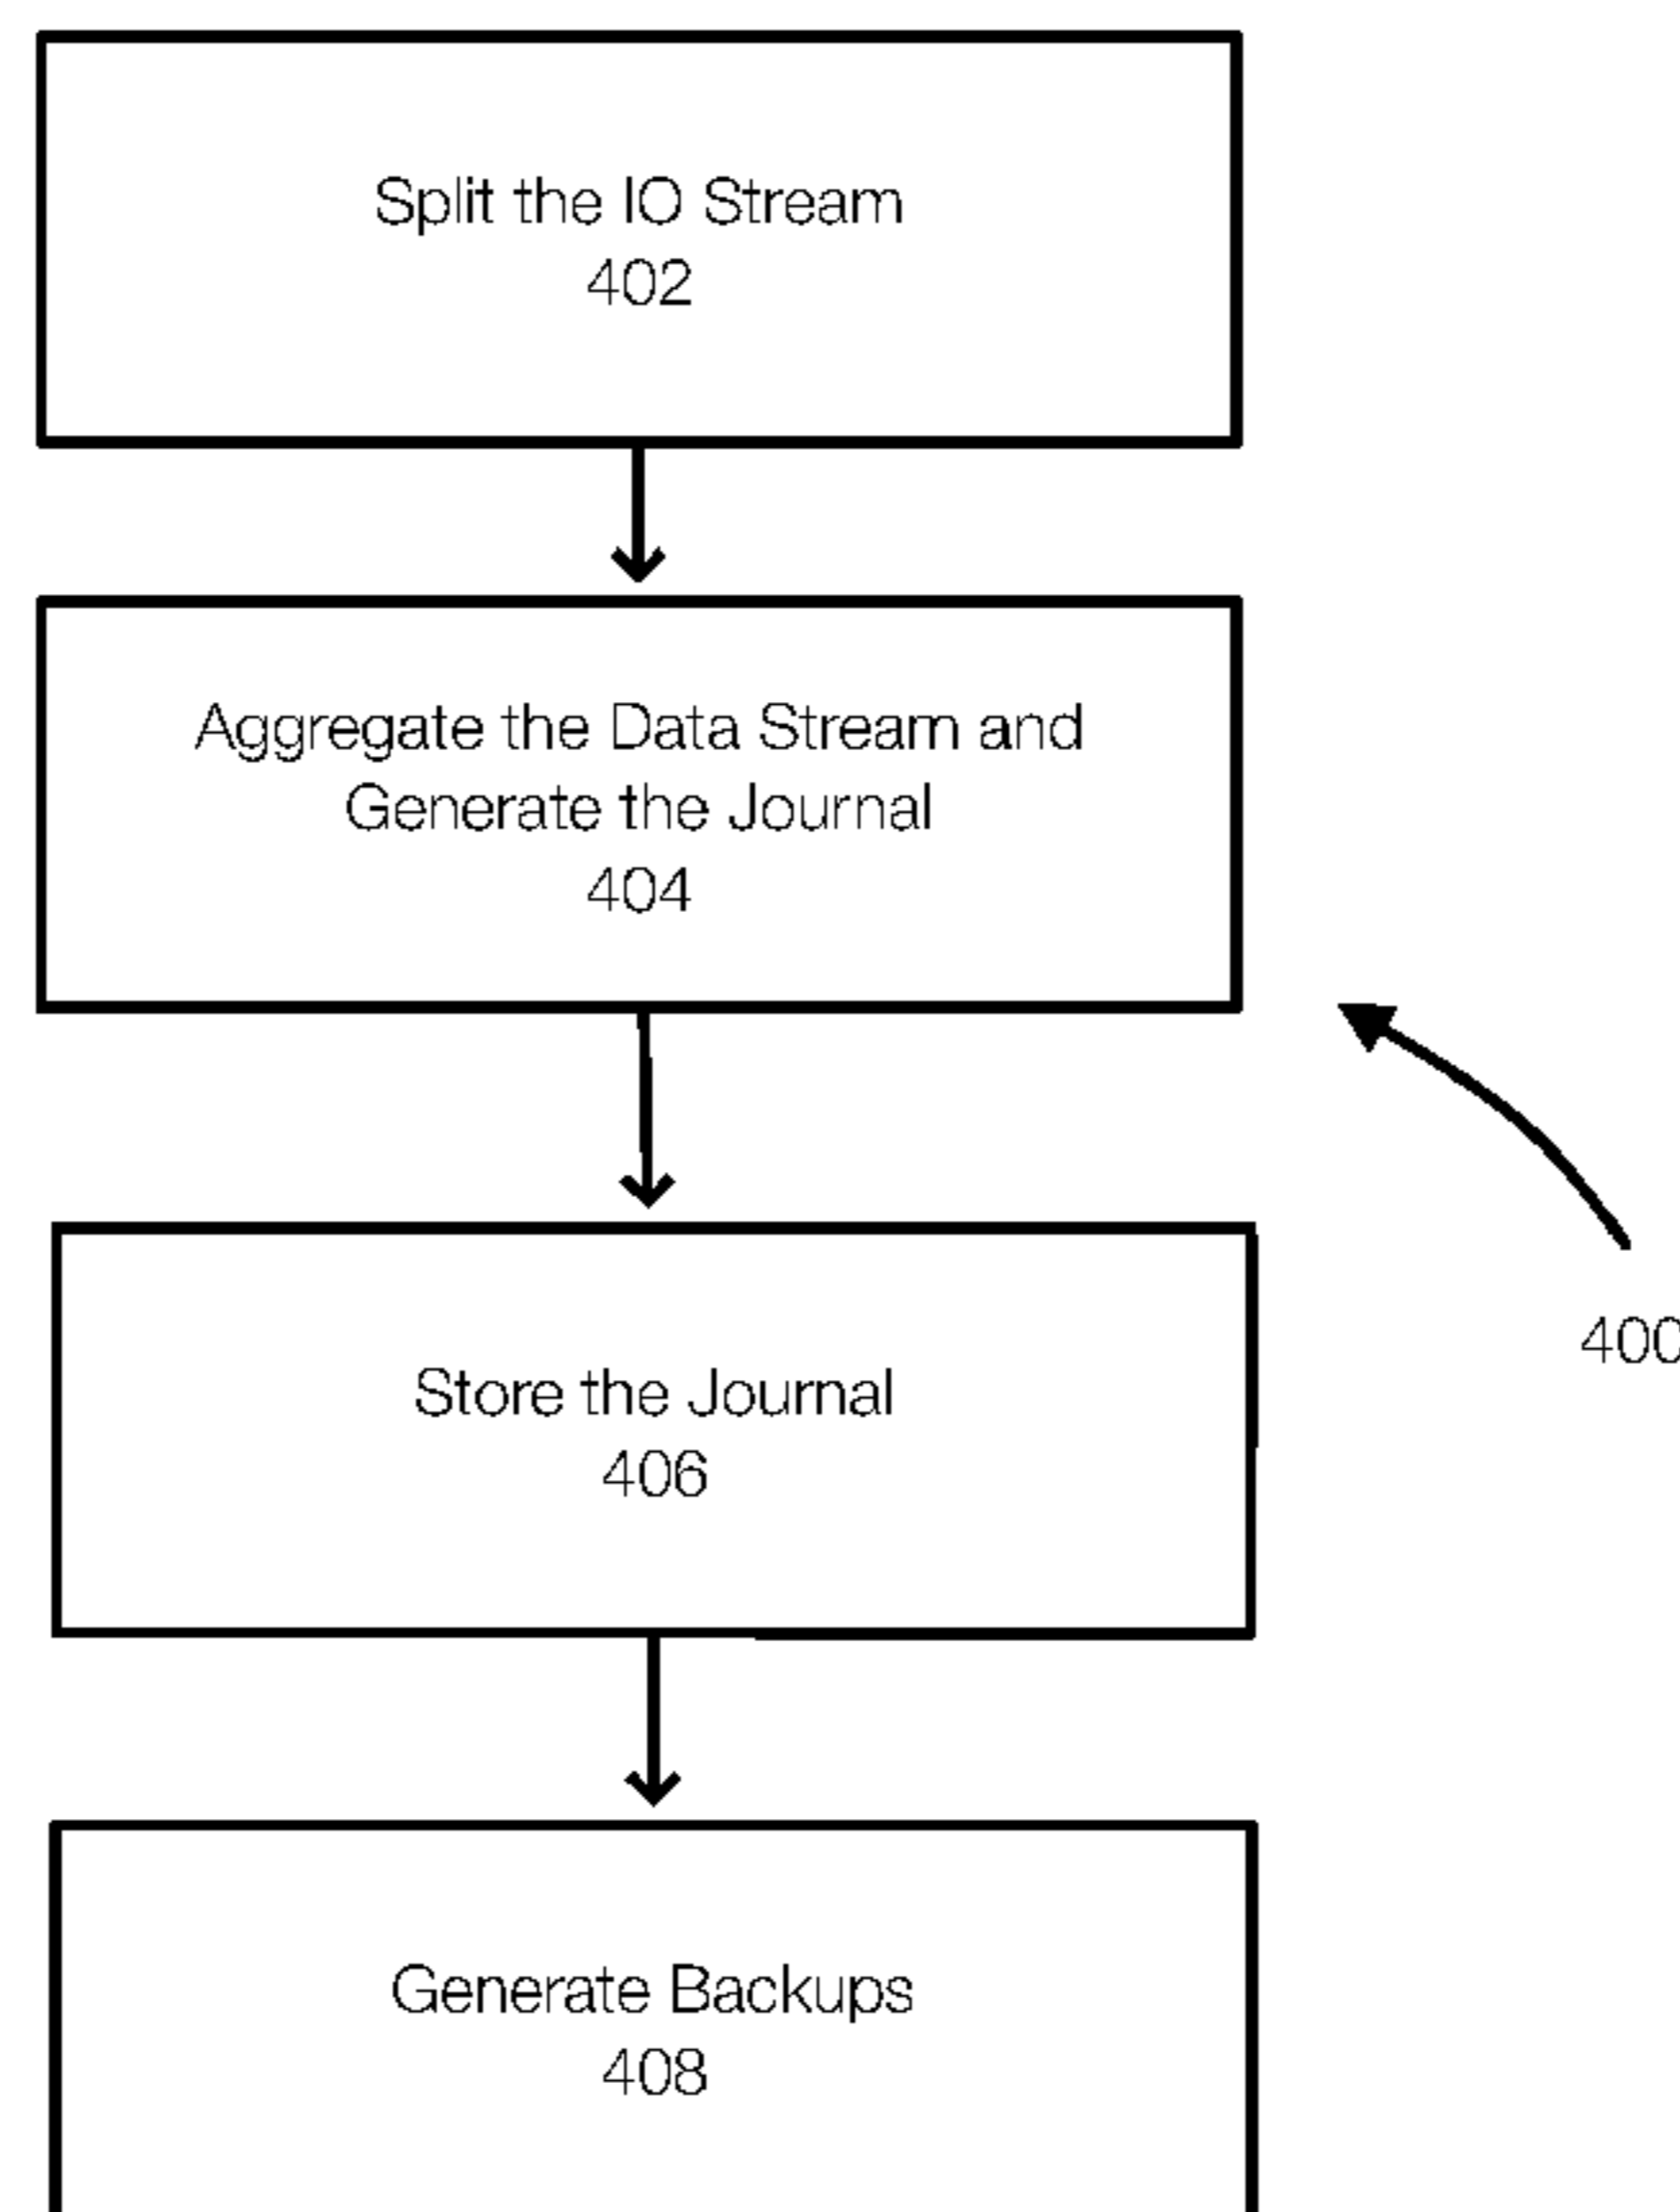 Split the IO Stream
402
Aggregate the Data Stream and
Generate the Journal
404
400
Store the Journal
406
Generate Backups
408